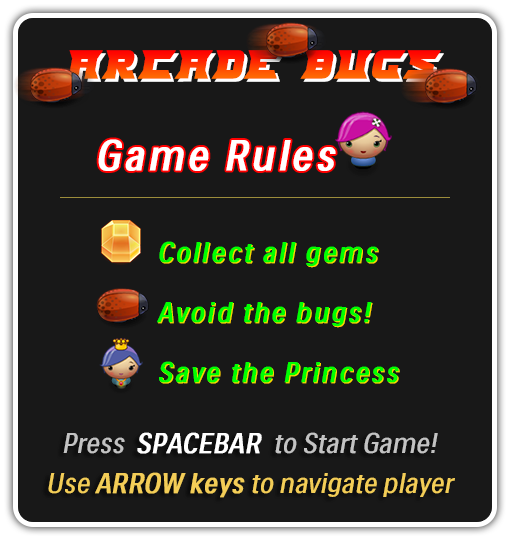 ARCADE BUGS
Game Rules
Collect all gems
Avoid the bugs!
Save the Princess
Press SPACEBAR to Start Game!
Use ARROW keys to navigate player